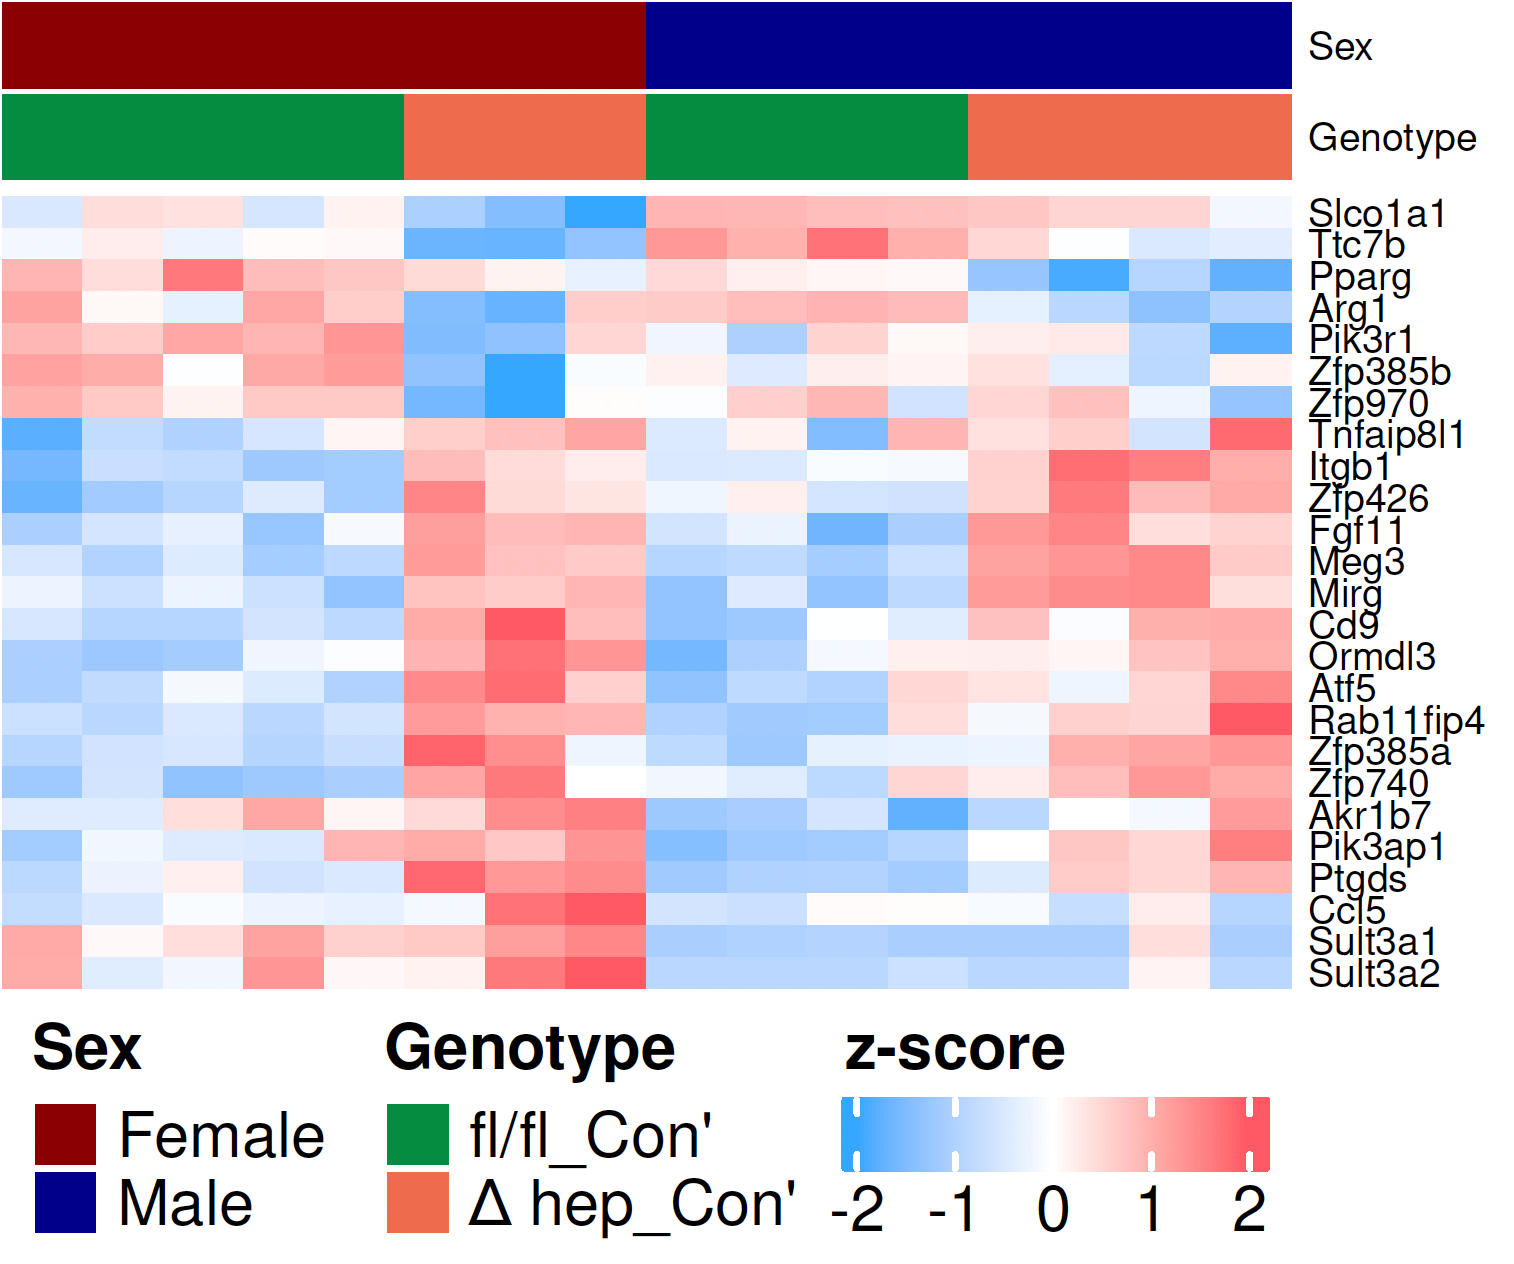 Sex
Genotype
Slco1a1
Ttc7b
Pparg
Arg1
Pik3r1
Zfp385b
Zfp970
Tnfaip8l1
Itgb1
Zfp426
Fgf11
Meg3
Mirg
Cd9
Ormdl3
Atf5
Rab11fip4
Zfp385a
Zfp740
Akr1b7
Pik3ap1
Ptgds
Ccl5
Sult3a1
Sult3a2
Sex
Female
Male
Genotype
fl/fl_Con'
Δ hep_Con'
z-score
-2 -1 0 1 2